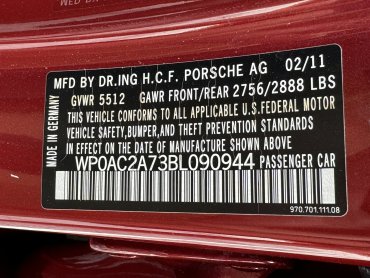 MFD BY DR.ING H.C.F. PORSCHE AG 02/11
GVWR 5512 GAWR FRONT/REAR 2756/2888 LBS
THIS VEHICLE CONFORMS TO ALL APPLICABLE U.S.FEDERAL MOTOR
VEHICLE SAFETY,BUMPER,AND THEFT PREVENTION STANDARDS
IN EFFECT ON THE DATE OF MANUFACTURE SHOWN ABOVE.
WP0AC2A73BL090944 PASSENGER CAR
MADE IN GERMANY
970.701.111.08